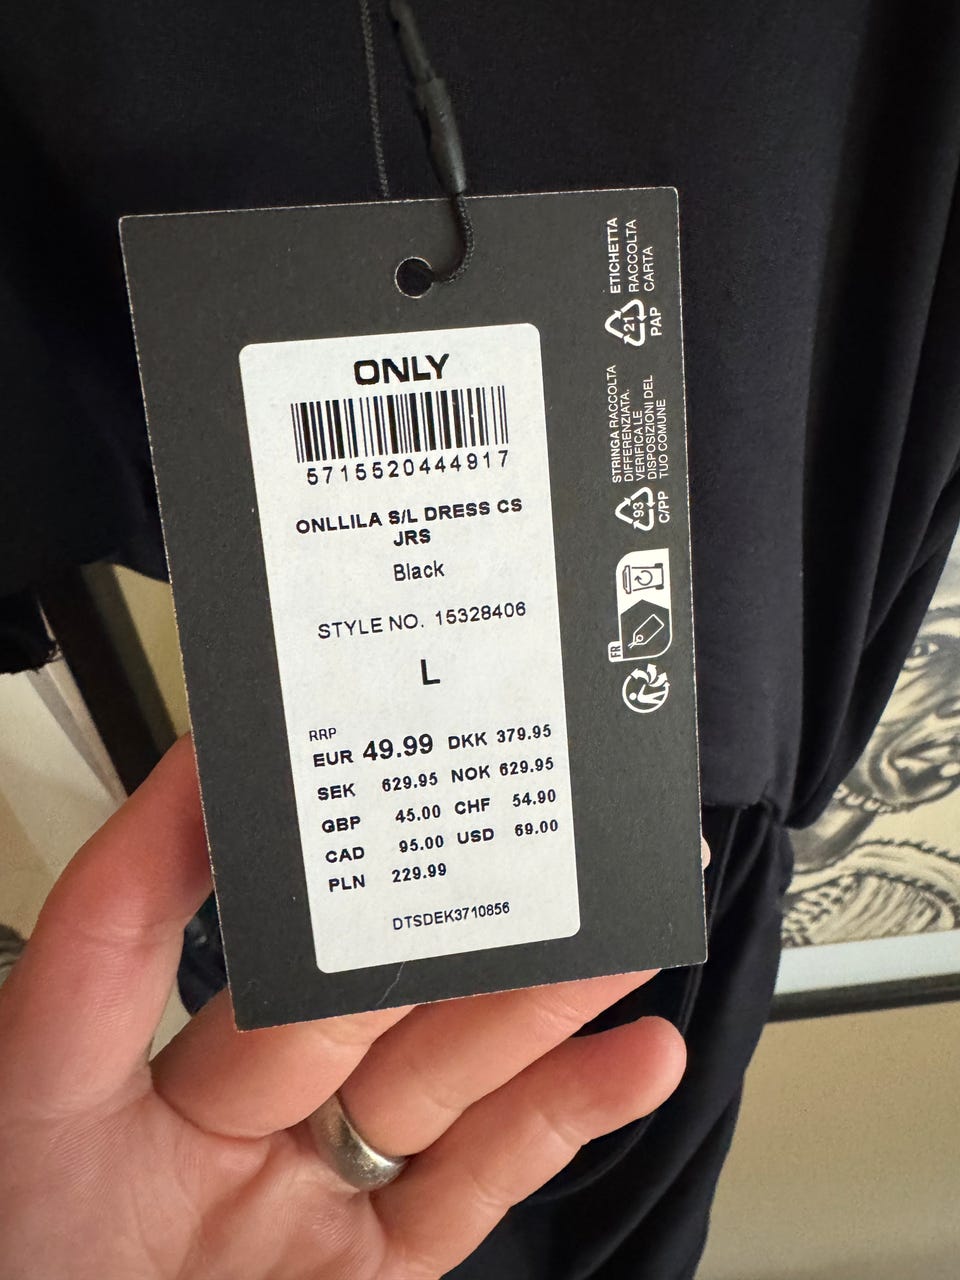 ONLY
5715520444917
ONLLILA S/L DRESS CS
JRS
Black
STYLE NO. 15328406
L
RRP
EUR 49.99 DKK 379.95
SEK 629.95 NOK 629.95
GBP 45.00 CHF 54.90
CAD 95.00 USD 69.00
PLN 229.99
DTSDEK3710856
21
PAP
ETICHETTA
RACCOLTA
CARTA
93
C/PP
STRINGA RACCOLTA
DIFFERENZIATA.
VERIFICA LE
DISPOSIZIONI DEL
TUO COMUNE
FR